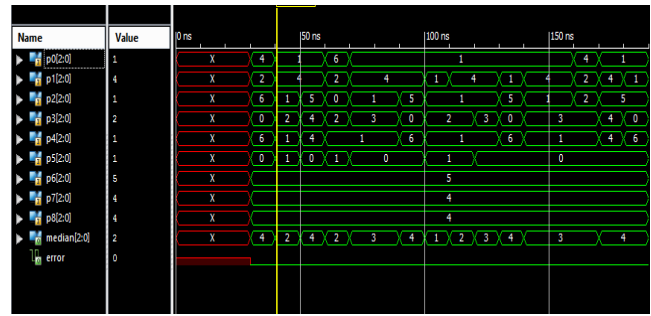 Name Value 0 ns 50 ns 100 ns 150 ns
p0[2:0] 1 X 4 1 6 1 4 1
p1[2:0] 4 X 2 4 2 4 1 4 1 4 2 4 1
p2[2:0] 1 X 6 1 5 0 1 5 1 5 1 2 5
p3[2:0] 2 X 0 2 4 2 3 0 2 3 0 3 4 0
p4[2:0] 1 X 6 1 4 1 6 1 6 1 4 6
p5[2:0] 1 X 0 1 0 1 0 1 0
p6[2:0] 5 X 5
p7[2:0] 4 X 4
p8[2:0] 4 X 4
median[2:0] 2 X 4 2 4 2 3 4 1 2 3 4 3 4
error 0